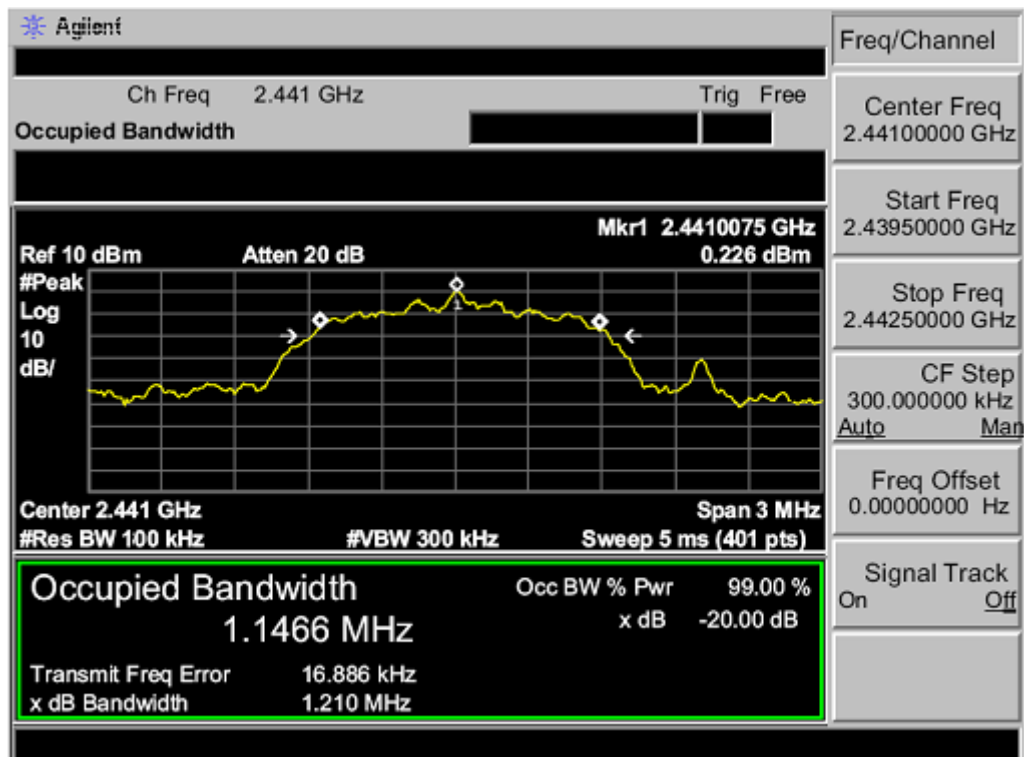 Agilent
Ch Freq 2.441 GHz Trig Free
Occupied Bandwidth
Mkr1 2.4410075 GHz
Ref 10 dBm Atten 20 dB 0.226 dBm
#Peak
Log
10
dB/
1
Center 2.441 GHz Span 3 MHz
#Res BW 100 kHz #VBW 300 kHz Sweep 5 ms (401 pts)
Occupied Bandwidth Occ BW % Pwr 99.00 %
1.1466 MHz x dB -20.00 dB
Transmit Freq Error 16.886 kHz
x dB Bandwidth 1.210 MHz
Freq/Channel
Center Freq
2.44100000 GHz
Start Freq
2.43950000 GHz
Stop Freq
2.44250000 GHz
CF Step
300.000000 kHz
Auto Man
Freq Offset
0.00000000 Hz
Signal Track
On Off